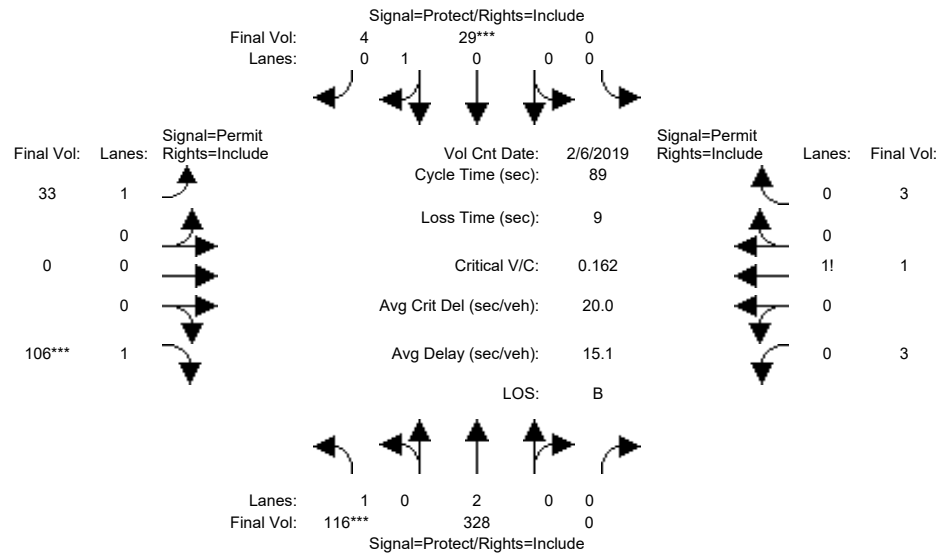 Signal=Protect/Rights=Include
Final Vol: 4 29*** 0
Lanes: 0 1 0 0 0
Signal=Permit
Final Vol: Lanes: Rights=Include
Vol Cnt Date: 2/6/2019
Signal=Permit
Rights=Include Lanes: Final Vol:
33 1
Cycle Time (sec): 89
0 3
0
Loss Time (sec): 9
0
0 0
Critical V/C: 0.162
1! 1
0
Avg Crit Del (sec/veh): 20.0
0
106*** 1
Avg Delay (sec/veh): 15.1
0 3
LOS: B
Lanes: 1 0 2 0 0
Final Vol: 116*** 328 0
Signal=Protect/Rights=Include